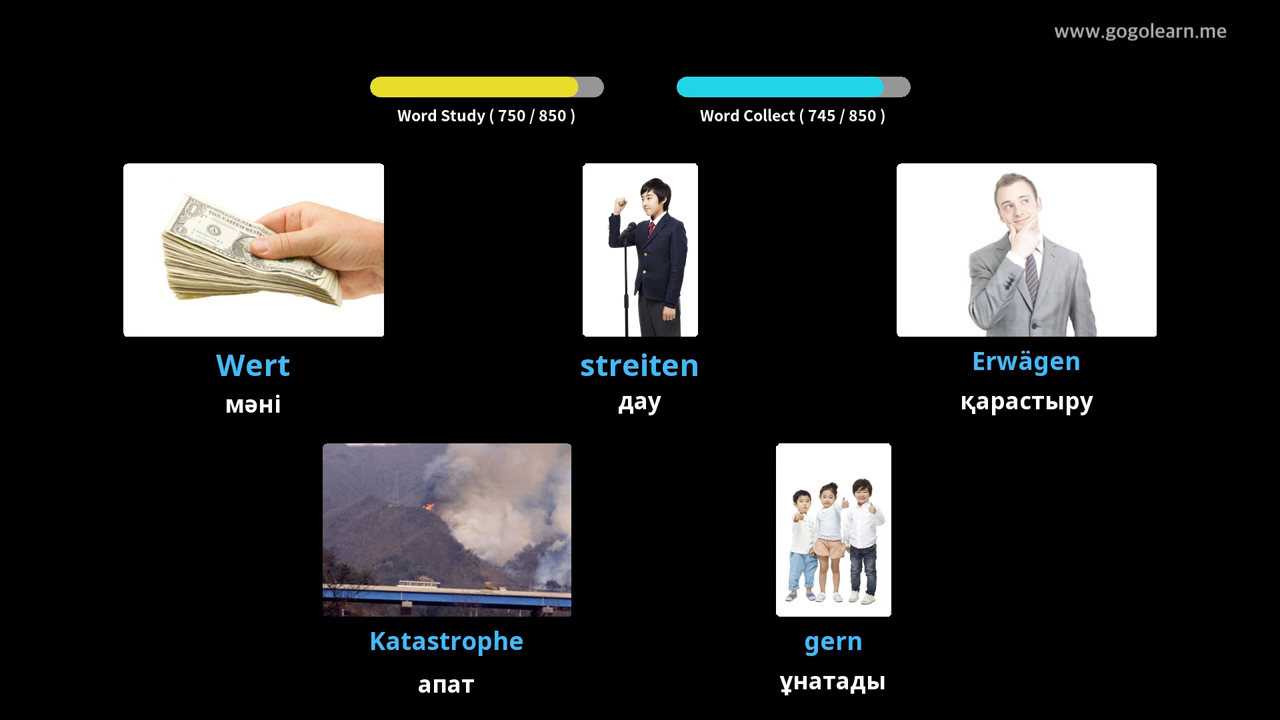 www.gogolearn.me
Word Study ( 750 / 850 )
Word Collect ( 745 / 850 )
Wert
мәні
streiten
дау
Erwägen
қарастыру
Katastrophe
апат
gern
ұнатады